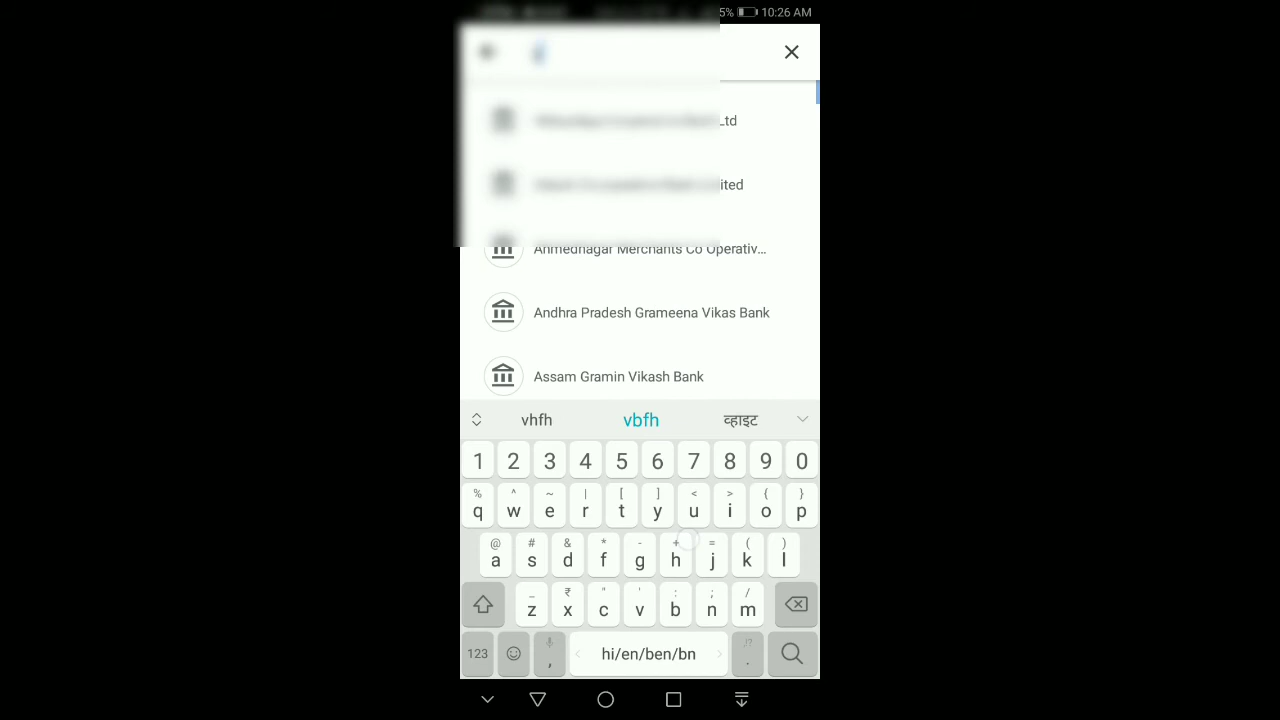 5% 10:26 AM
Ltd
ited
Ahmednagar Merchants Co Operativ...
Andhra Pradesh Grameena Vikas Bank
Assam Gramin Vikash Bank
vhfh vbfh व्हाइट
1 2 3 4 5 6 7 8 9 0
% ^ ~ | [ ] < > { }
q w e r t y u i o p
@ # & * - + = ( )
a s d f g h j k l
_ ₹ " ' : ; /
z x c v b n m
123 , hi/en/ben/bn .!? .